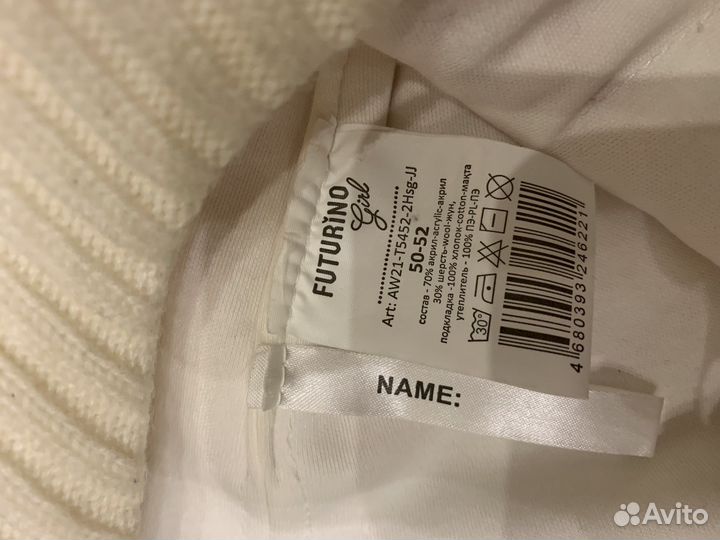 FUTURINO
Girl
Art: AW21-T5452-2Hsg-JJ
50-52
состав - 70% акрил-acrylic-акрил
30% шерсть-wool-жүн,
подкладка -100% хлопок-cotton-мақта
утеплитель - 100% ПЭ-PL-ПЭ
30°
4 680393 246221
NAME:
Avito